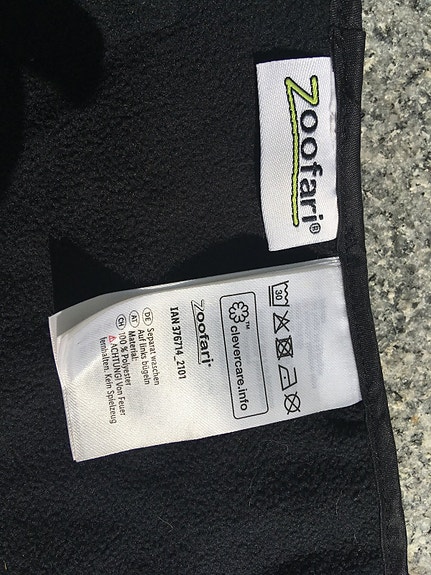 Zoofari®
30
clevercare.info™
Zoofari®
IAN 376714_2101
DE Separat waschen
AT Auf links bügeln
CH Material:
100 % Polyester
ACHTUNG! Von Feuer
fernhalten. Kein Spielzeug